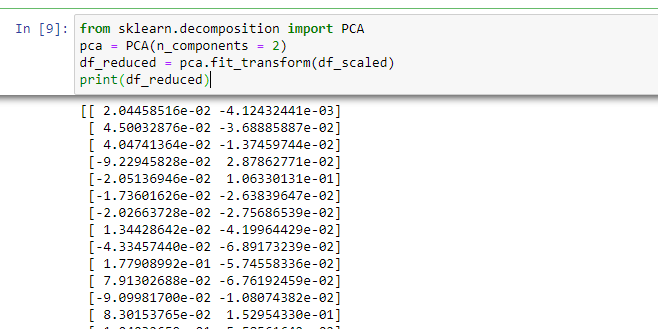 In [9]: from sklearn.decomposition import PCA
pca = PCA(n_components = 2)
df_reduced = pca.fit_transform(df_scaled)
print(df_reduced)
[[ 2.04458516e-02 -4.12432441e-03]
[ 4.50032876e-02 -3.68885887e-02]
[ 4.04741364e-02 -1.37459744e-02]
[-9.22945828e-02 2.87862771e-02]
[-2.05136946e-02 1.06330131e-01]
[-1.73601626e-02 -2.63839647e-02]
[-2.02663728e-02 -2.75686539e-02]
[ 1.34428642e-02 -4.19964429e-02]
[-4.33457440e-02 -6.89173239e-02]
[ 1.77908992e-01 -5.74558336e-02]
[ 7.91302688e-02 -6.76192459e-02]
[-9.09981700e-02 -1.08074382e-02]
[ 8.30153765e-02 1.52954330e-01]